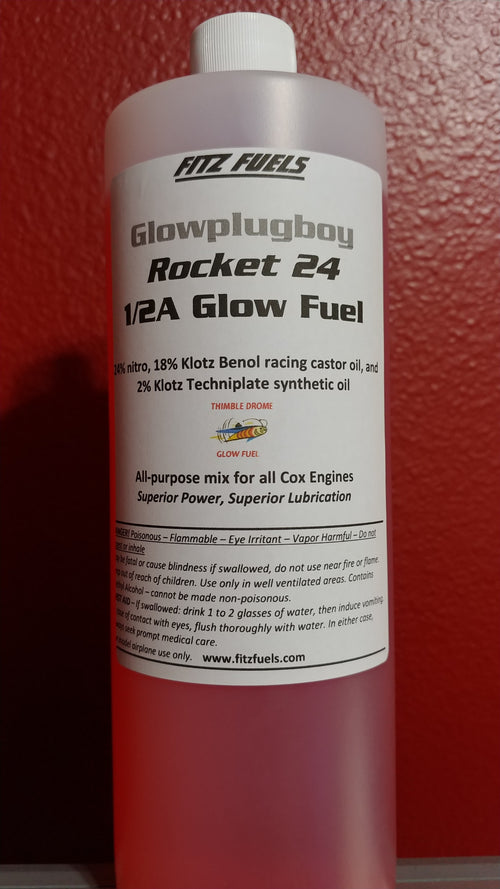 FITZ FUELS
Glowplugboy
Rocket 24
1/2A Glow Fuel
24% nitro, 18% Klotz Benol racing castor oil, and
2% Klotz Techniplate synthetic oil
THIMBLE DROME
GLOW FUEL
All-purpose mix for all Cox Engines
Superior Power, Superior Lubrication
Poisonous – Flammable – Eye Irritant – Vapor Harmful – Do not
or inhale
be fatal or cause blindness if swallowed, do not use near fire or flame.
out of reach of children. Use only in well ventilated areas. Contains
Alcohol – cannot be made non-poisonous.
AID – If swallowed: drink 1 to 2 glasses of water, then induce vomiting.
case of contact with eyes, flush thoroughly with water. In either case,
seek prompt medical care.
model airplane use only. www.fitzfuels.com